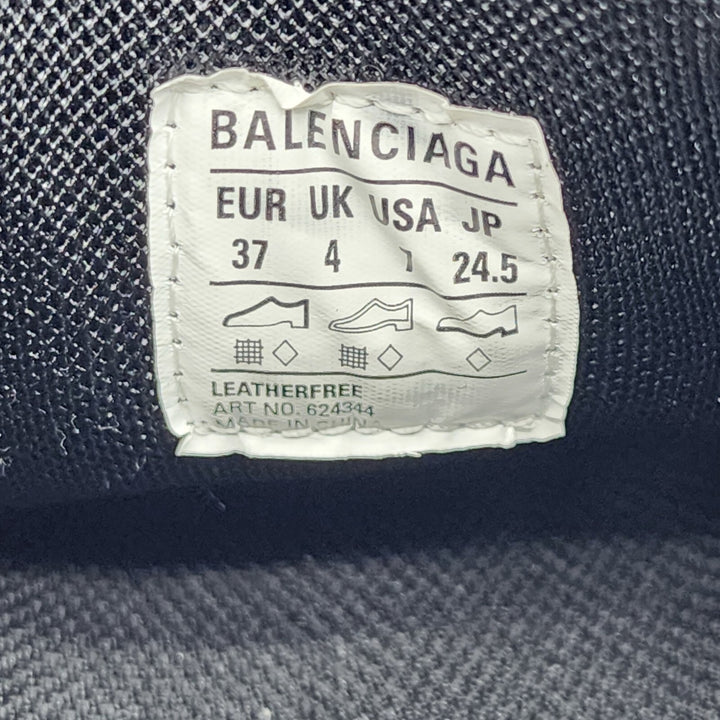 BALENCIAGA
EUR UK USA JP
37 4 7 24.5
LEATHERFREE
ART NO. 624344
MADE IN CHINA